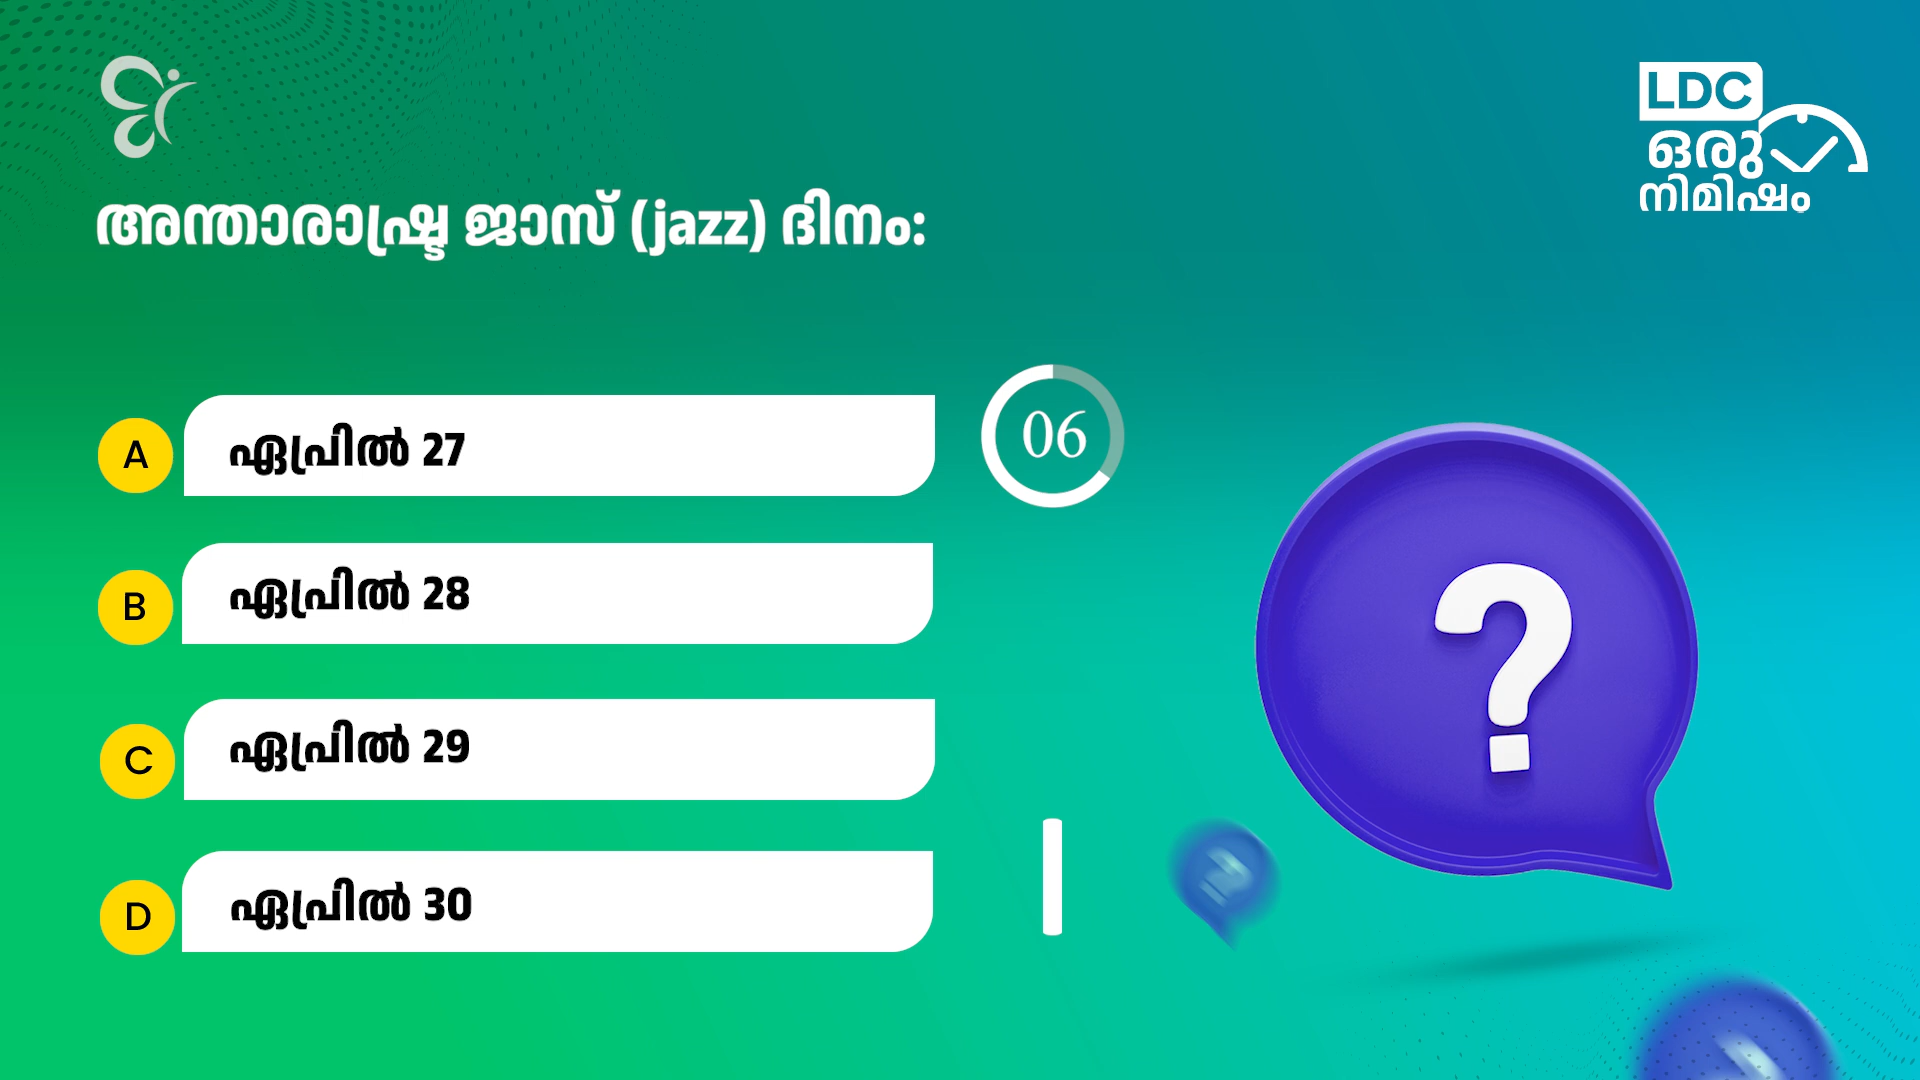 LDC
ഒരു
നിമിഷം
അന്താരാഷ്ട്ര ജാസ് (jazz) ദിനം:
A ഏപ്രിൽ 27
06
B ഏപ്രിൽ 28
C ഏപ്രിൽ 29
D ഏപ്രിൽ 30
?